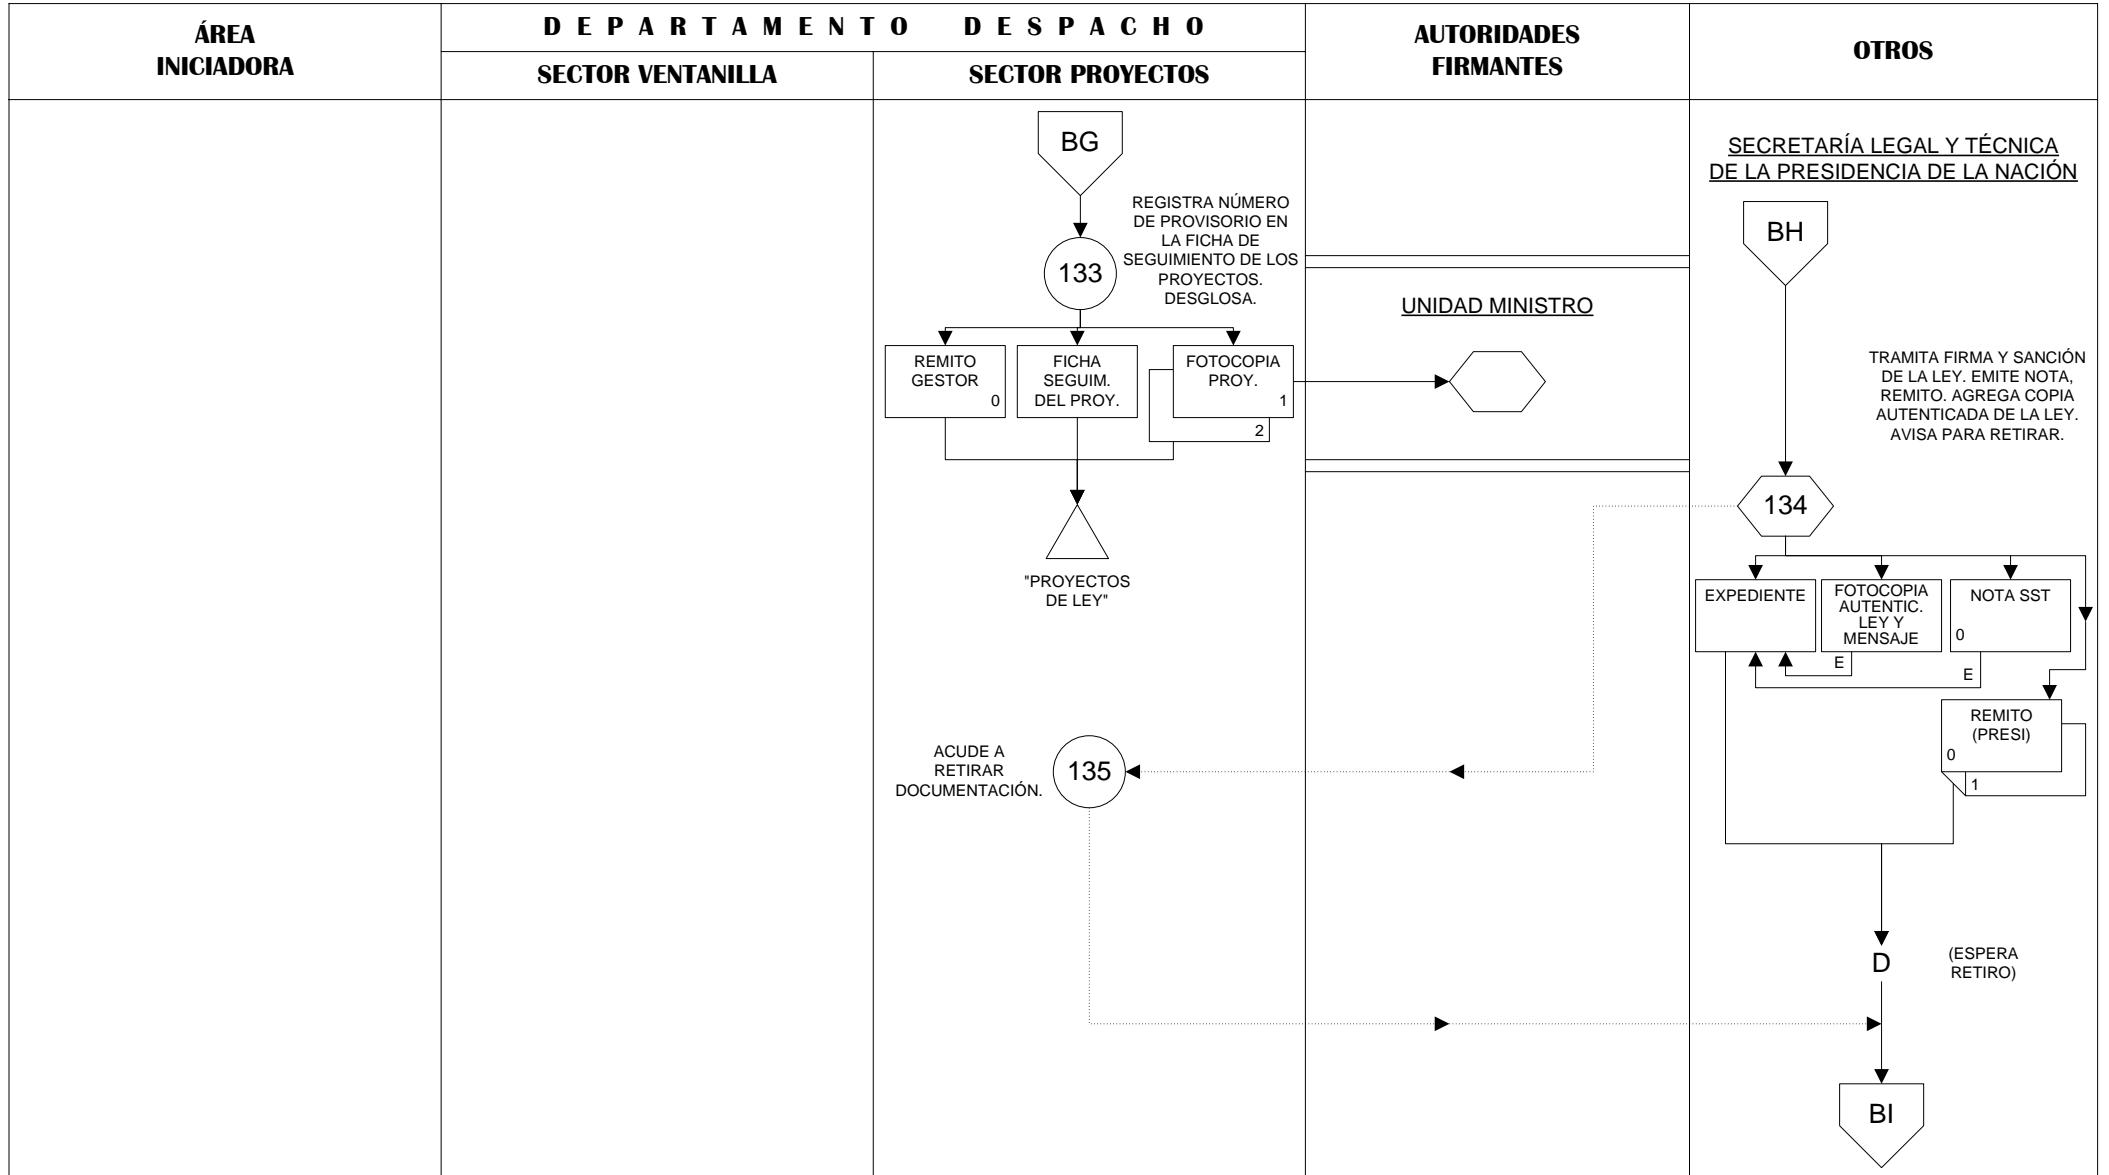 ÁREA
INICIADORA
DEPARTAMENTO DESPACHO
SECTOR VENTANILLA
SECTOR PROYECTOS
AUTORIDADES
FIRMANTES
OTROS
BG
REGISTRA NÚMERO
DE PROVISORIO EN
LA FICHA DE
SEGUIMIENTO DE LOS
PROYECTOS.
DESGLOSA.
133
REMITO
GESTOR
0
FICHA
SEGUIM.
DEL PROY.
FOTOCOPIA
PROY.
1
2
"PROYECTOS
DE LEY"
UNIDAD MINISTRO
SECRETARÍA LEGAL Y TÉCNICA
DE LA PRESIDENCIA DE LA NACIÓN
BH
TRAMITA FIRMA Y SANCIÓN
DE LA LEY. EMITE NOTA,
REMITO. AGREGA COPIA
AUTENTICADA DE LA LEY.
AVISA PARA RETIRAR.
134
EXPEDIENTE
FOTOCOPIA
AUTENTIC.
LEY Y
MENSAJE
E
NOTA SST
0
E
REMITO
(PRESI)
0
1
ACUDE A
RETIRAR
DOCUMENTACIÓN.
135
D
(ESPERA
RETIRO)
BI